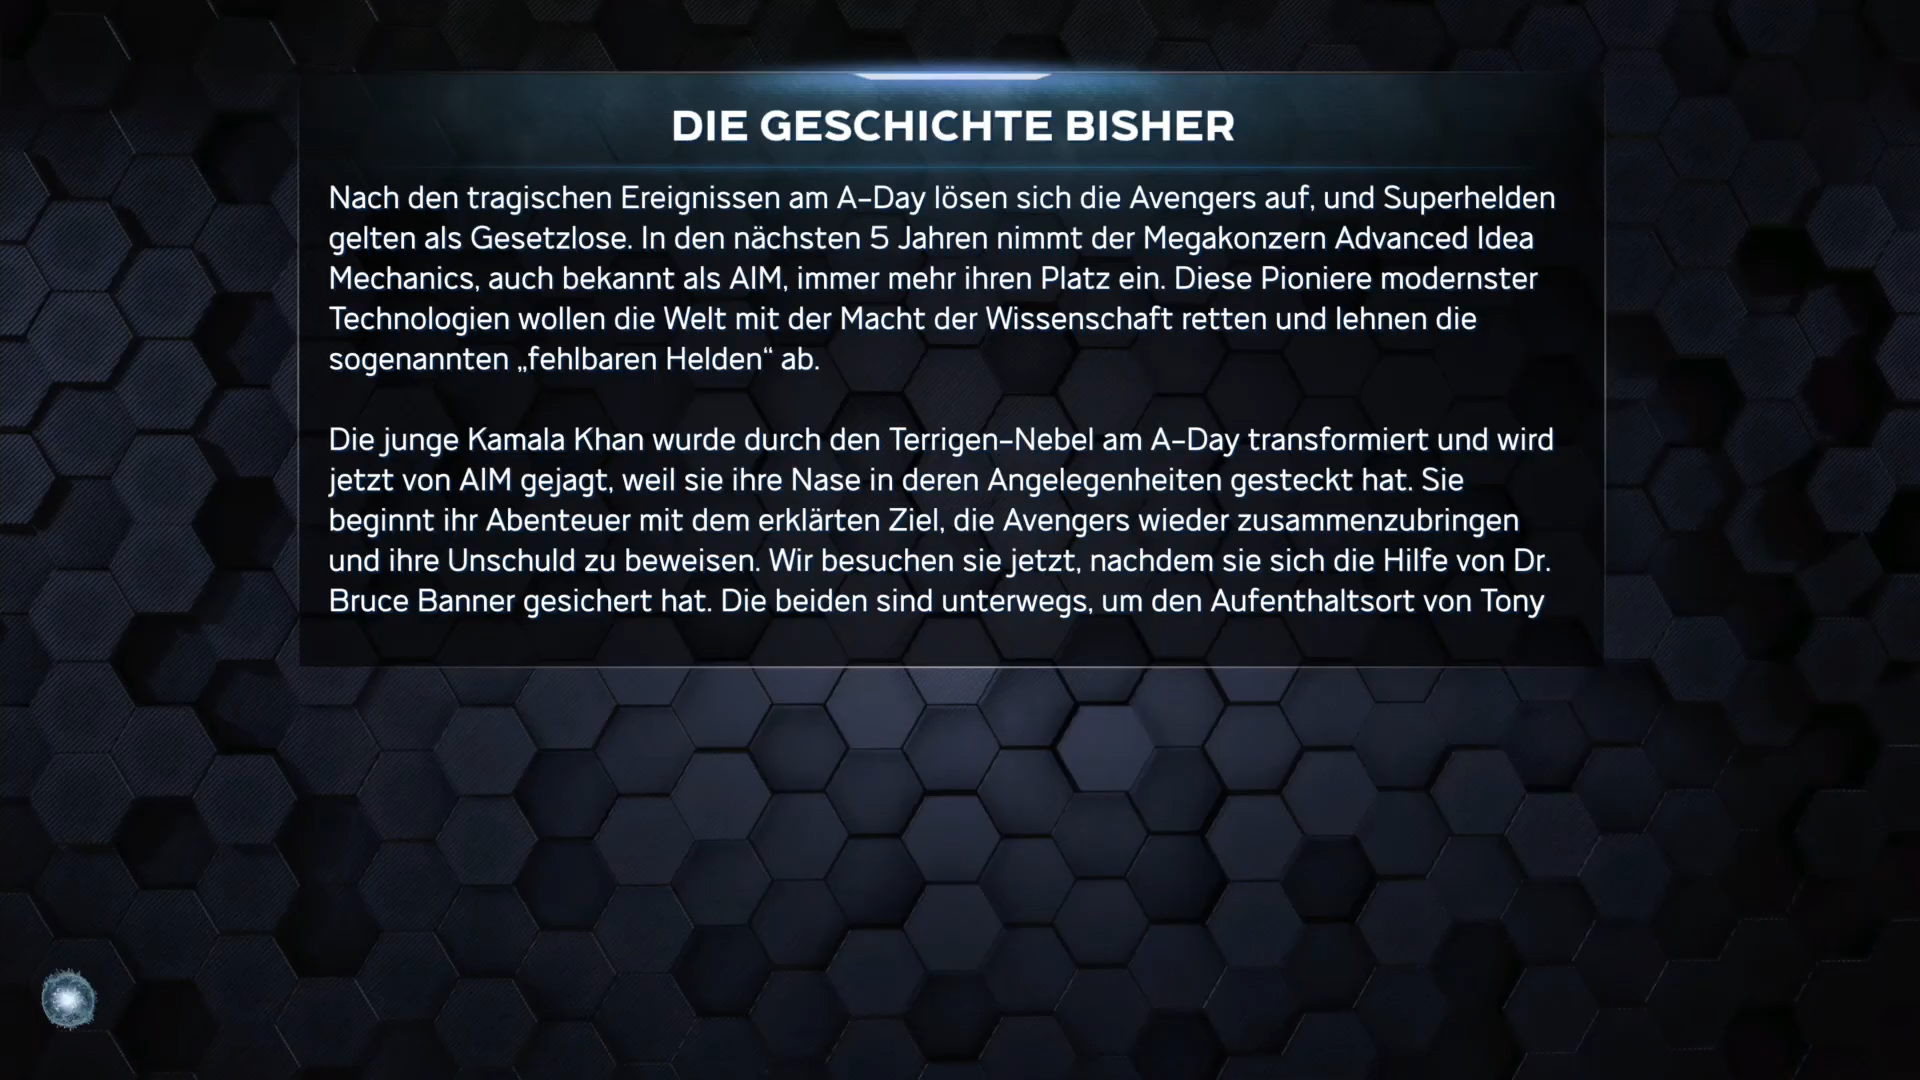 DIE GESCHICHTE BISHER
Nach den tragischen Ereignissen am A-Day lösen sich die Avengers auf, und Superhelden
gelten als Gesetzlose. In den nächsten 5 Jahren nimmt der Megakonzern Advanced Idea
Mechanics, auch bekannt als AIM, immer mehr ihren Platz ein. Diese Pioniere modernster
Technologien wollen die Welt mit der Macht der Wissenschaft retten und lehnen die
sogenannten „fehlbaren Helden“ ab.
Die junge Kamala Khan wurde durch den Terrigen-Nebel am A-Day transformiert und wird
jetzt von AIM gejagt, weil sie ihre Nase in deren Angelegenheiten gesteckt hat. Sie
beginnt ihr Abenteuer mit dem erklärten Ziel, die Avengers wieder zusammenzubringen
und ihre Unschuld zu beweisen. Wir besuchen sie jetzt, nachdem sie sich die Hilfe von Dr.
Bruce Banner gesichert hat. Die beiden sind unterwegs, um den Aufenthaltsort von Tony